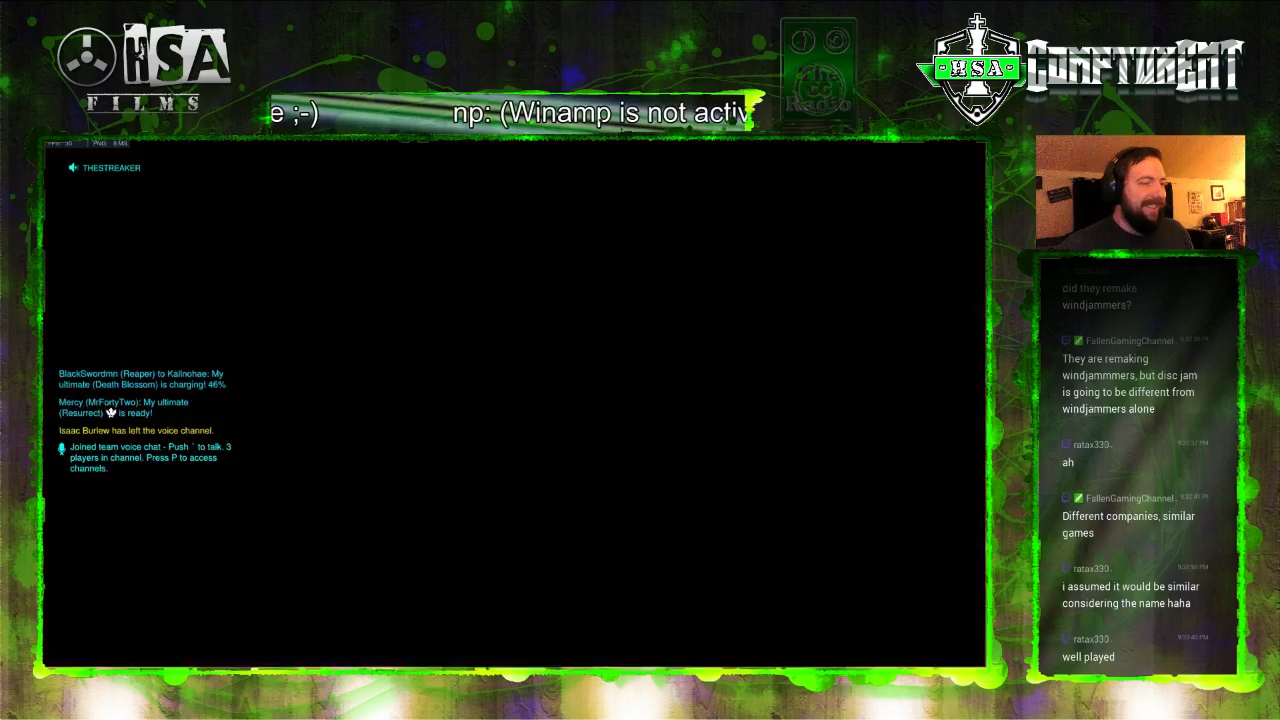 HSA
FILMS
e ;-) np: (Winamp is not activ
The
Radio
HSA
PNG
THESTREAKER
BlackSwordmn (Reaper) to Kallnohae: My
ultimate (Death Blossom) is charging! 46%
Mercy (MrFortyTwo): My ultimate
(Resurrect) is ready!
Isaac Burlew has left the voice channel.
Joined team voice chat - Push ` to talk. 3
players in channel. Press P to access
channels.
did they remake
windjammers?
FallenGamingChannel
They are remaking
windjammmers, but disc jam
is going to be different from
windjammers alone
ratax330
ah
FallenGamingChannel
Different companies, similar
games
ratax330
i assumed it would be similar
considering the name haha
ratax330
well played